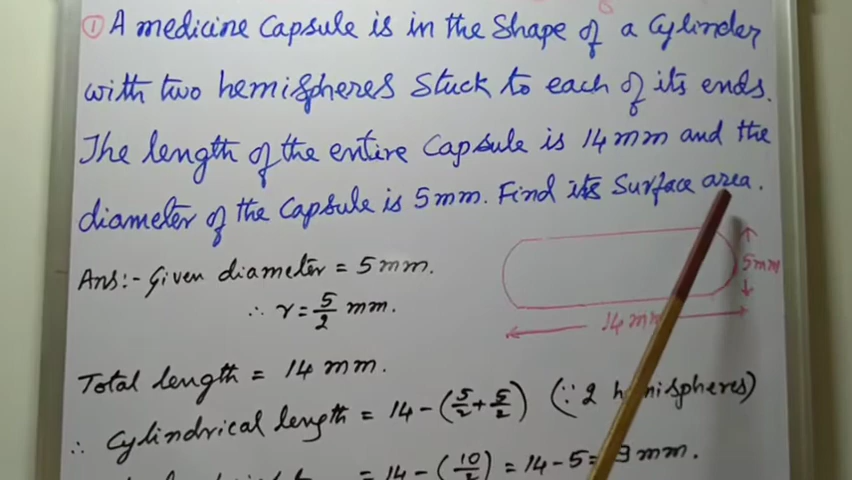 ① A medicine Capsule is in the Shape of a Cylinder
with two hemispheres Stuck to each of its ends.
The length of the entire Capsule is 14 mm and the
diameter of the Capsule is 5 mm. Find its Surface area.
Ans:- Given diameter = 5 mm.
∴ r = 5/2 mm.
5 mm
14 mm
Total length = 14 mm.
∴ Cylindrical length = 14 - (5/2 + 5/2) (∵ 2 hemispheres)
= 14 - (10/2) = 14 - 5 = 9 mm.